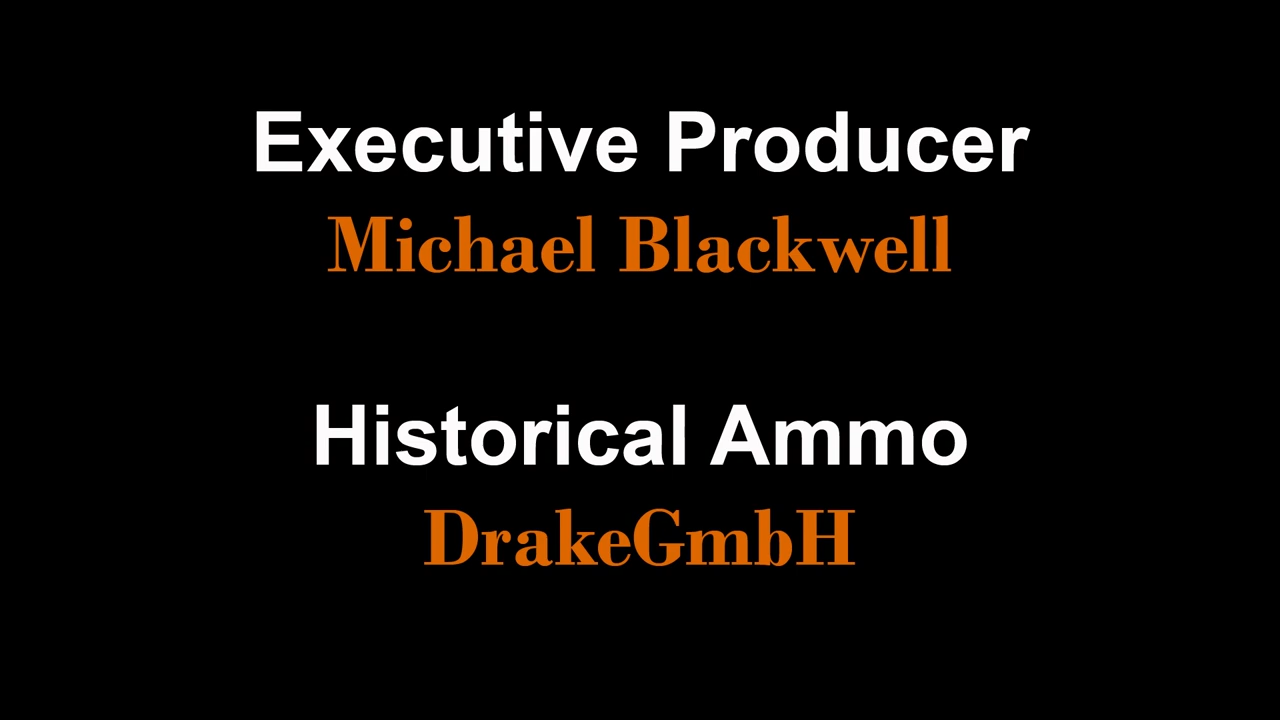 Executive Producer
Michael Blackwell
Historical Ammo
DrakeGmbH